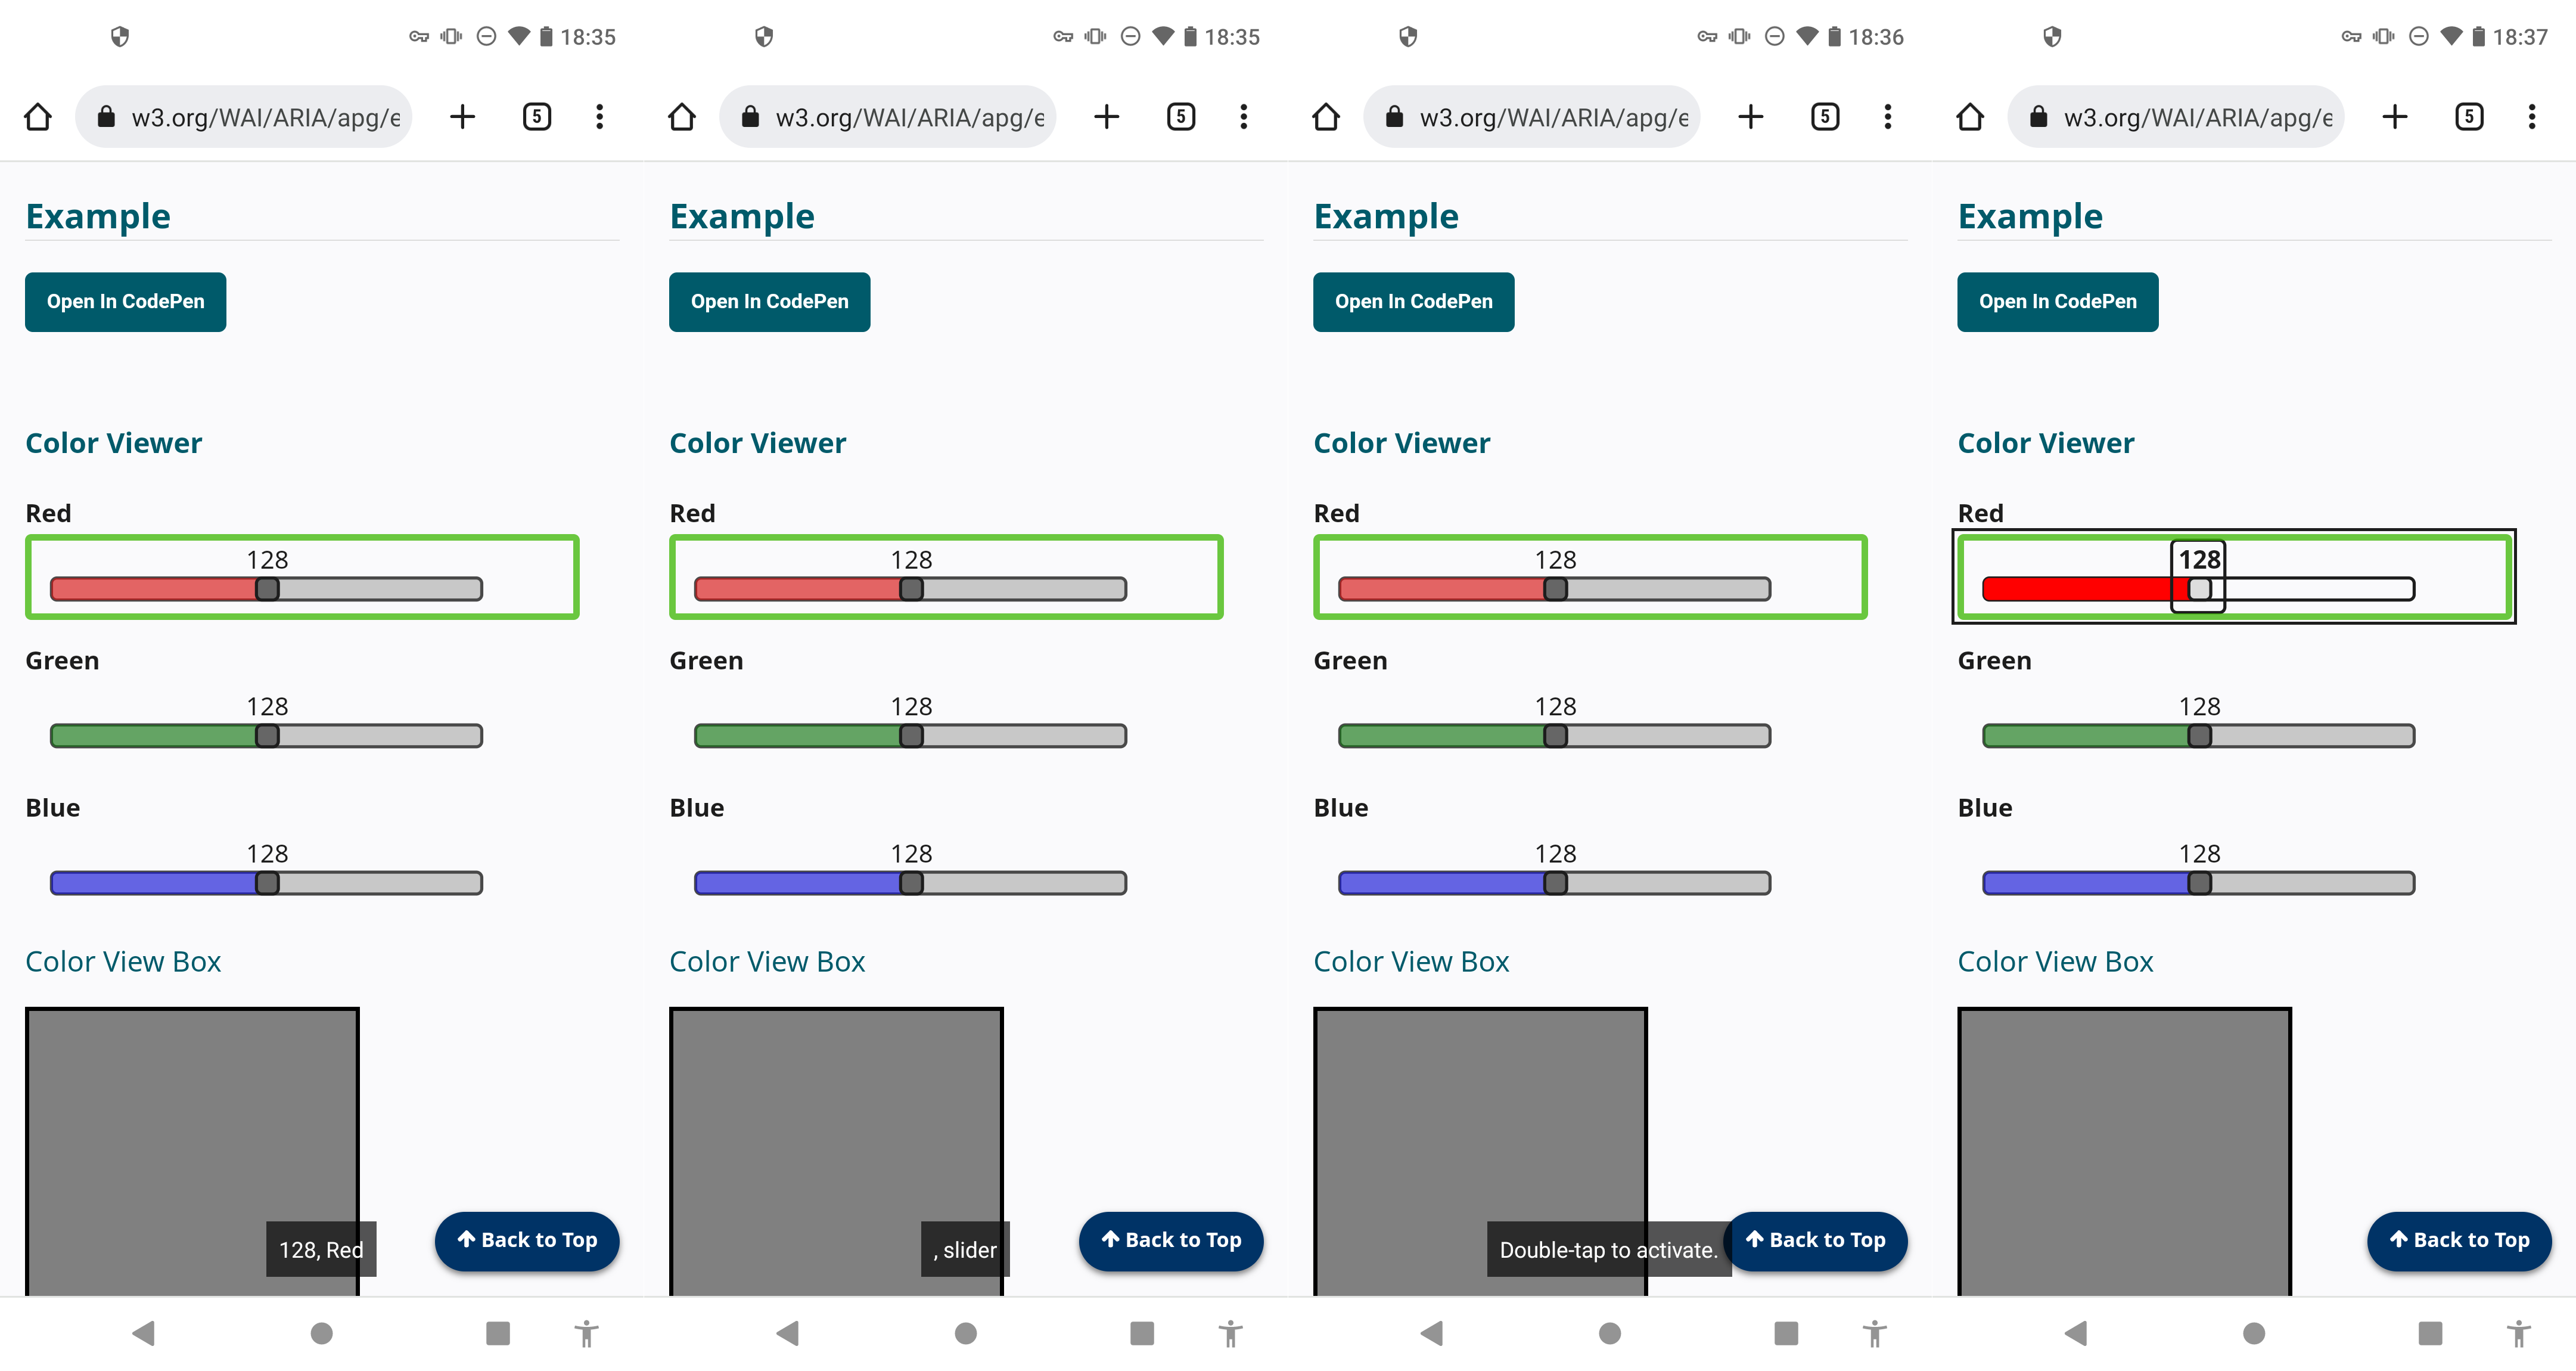 18:35
w3.org/WAI/ARIA/apg/e
5
Example
Open In CodePen
Color Viewer
Red
128
Green
128
Blue
128
Color View Box
128, Red
Back to Top
18:35
w3.org/WAI/ARIA/apg/e
5
Example
Open In CodePen
Color Viewer
Red
128
Green
128
Blue
128
Color View Box
, slider
Back to Top
18:36
w3.org/WAI/ARIA/apg/e
5
Example
Open In CodePen
Color Viewer
Red
128
Green
128
Blue
128
Color View Box
Double-tap to activate.
Back to Top
18:37
w3.org/WAI/ARIA/apg/e
5
Example
Open In CodePen
Color Viewer
Red
128
Green
128
Blue
128
Color View Box
Back to Top